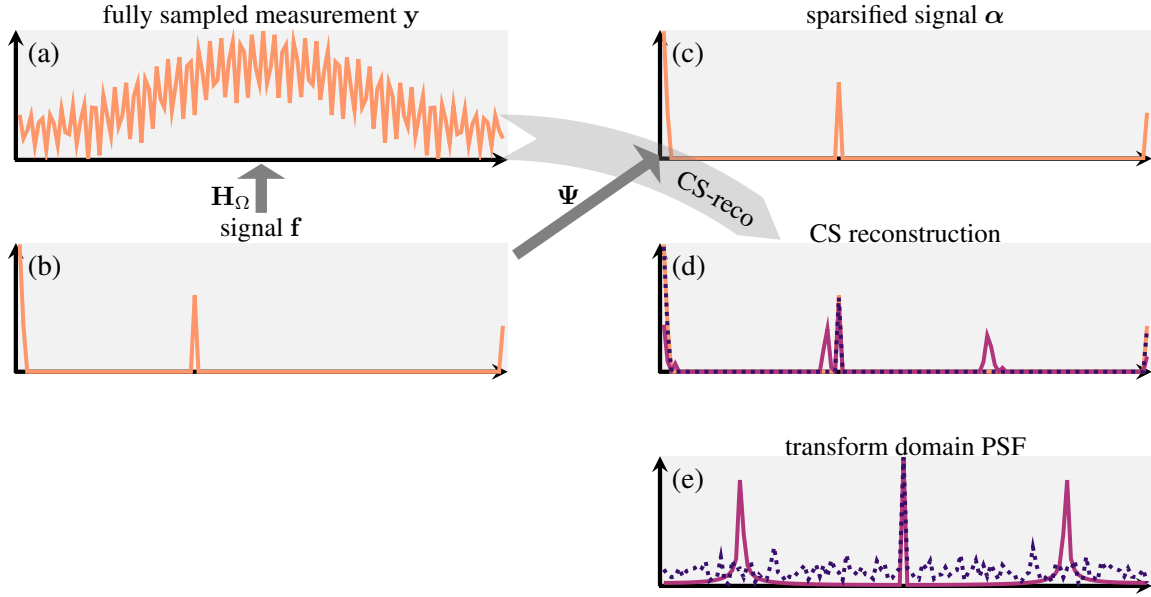 fully sampled measurement y
(a)
H_Ω
signal f
(b)
Ψ
CS-reco
sparsified signal α
(c)
CS reconstruction
(d)
transform domain PSF
(e)